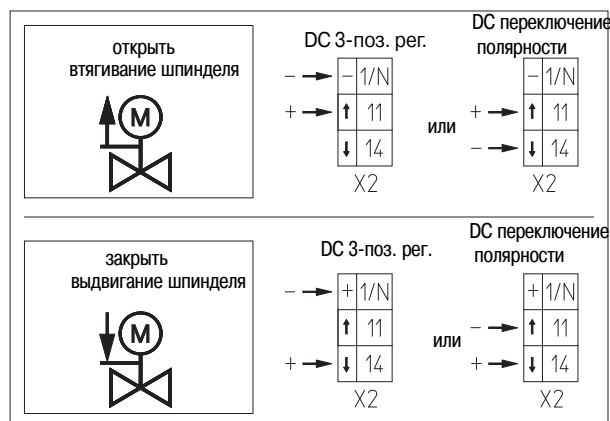 открыть
втягивание шпинделя
M
DC 3-поз. рег.
– → – 1/N
+ → ↑ 11
↓ 14
X2
или
DC переключение
полярности
– 1/N
+ → ↑ 11
– → ↓ 14
X2
закрыть
выдвигание шпинделя
M
DC 3-поз. рег.
– → + 1/N
↑ 11
+ → ↓ 14
X2
или
DC переключение
полярности
+ 1/N
– → ↑ 11
+ → ↓ 14
X2